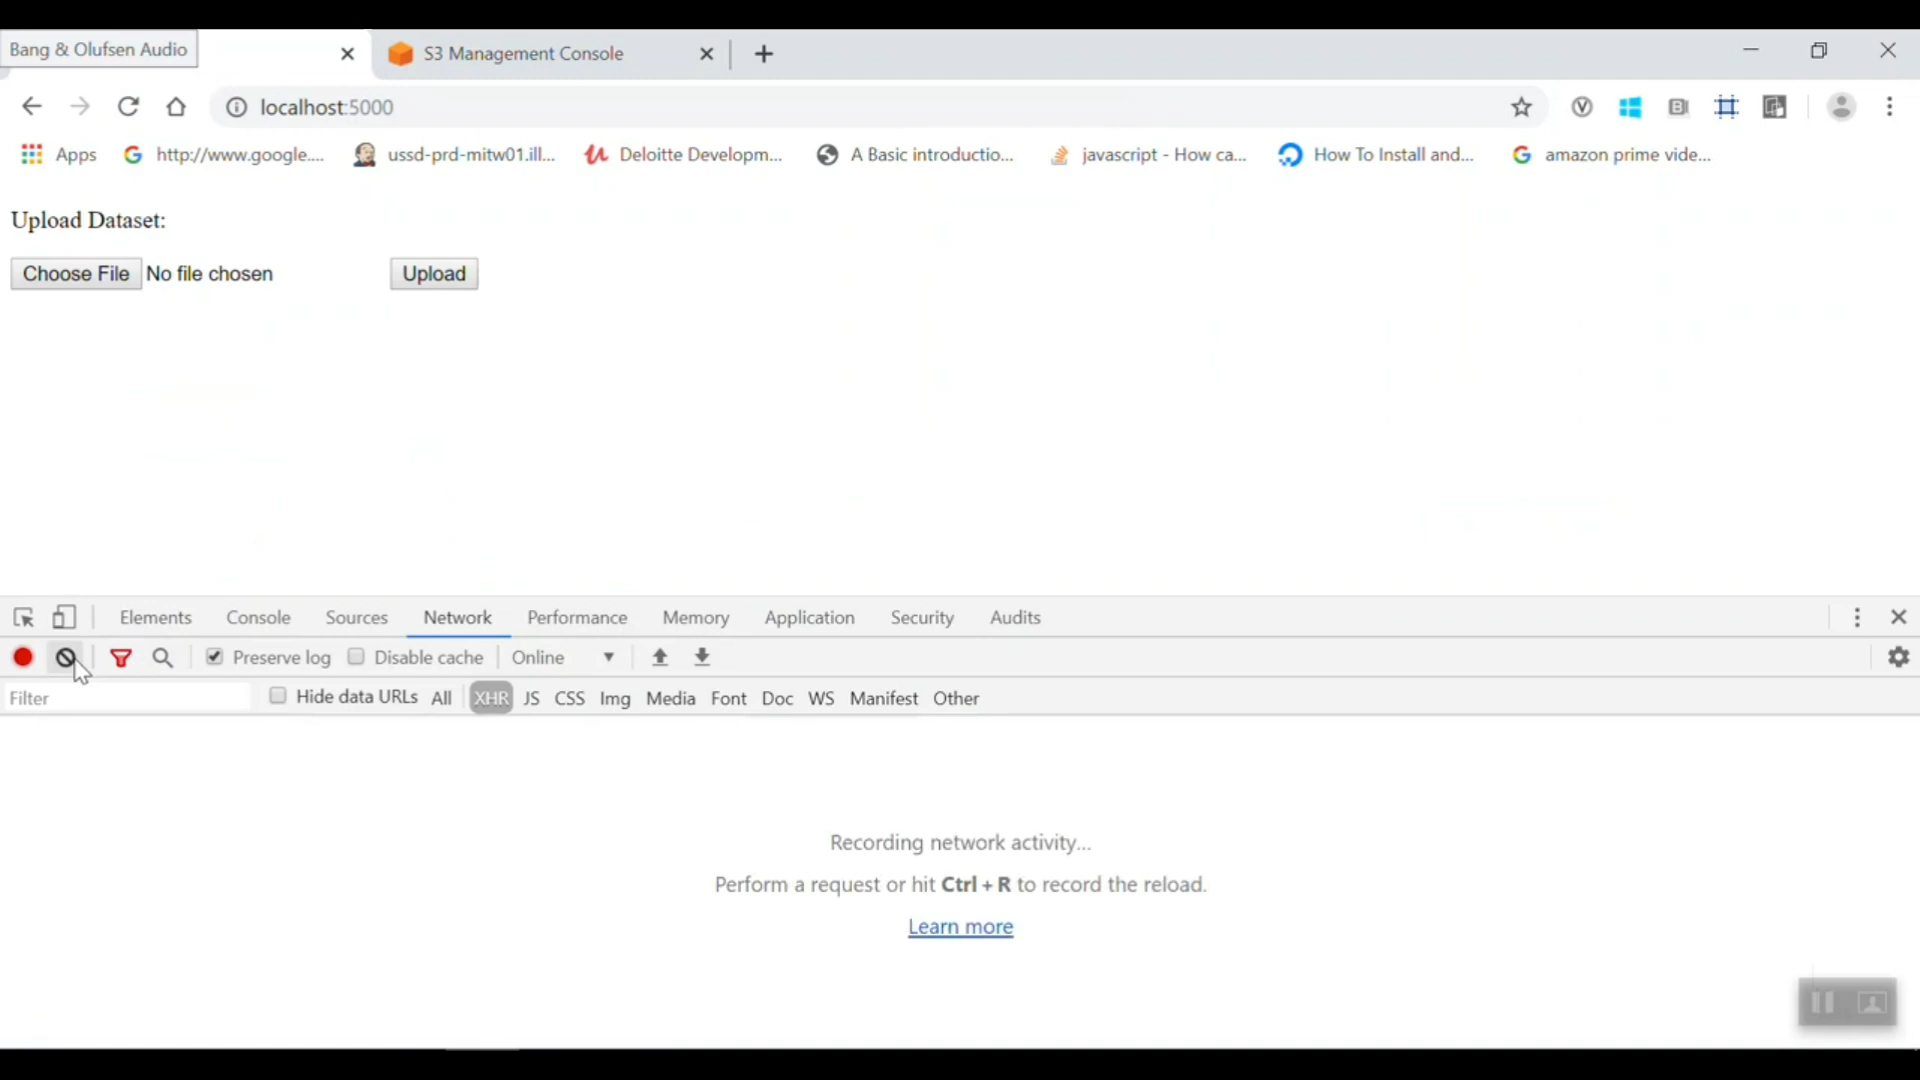 Bang & Olufsen Audio
S3 Management Console
localhost:5000
Apps http://www.google.... ussd-prd-mitw01.ill... Deloitte Developm... A Basic introductio... javascript - How ca... How To Install and... amazon prime vide...
Upload Dataset:
Choose File No file chosen Upload
Elements Console Sources Network Performance Memory Application Security Audits
Preserve log Disable cache Online
Filter Hide data URLs All XHR JS CSS Img Media Font Doc WS Manifest Other
Recording network activity...
Perform a request or hit Ctrl + R to record the reload.
Learn more